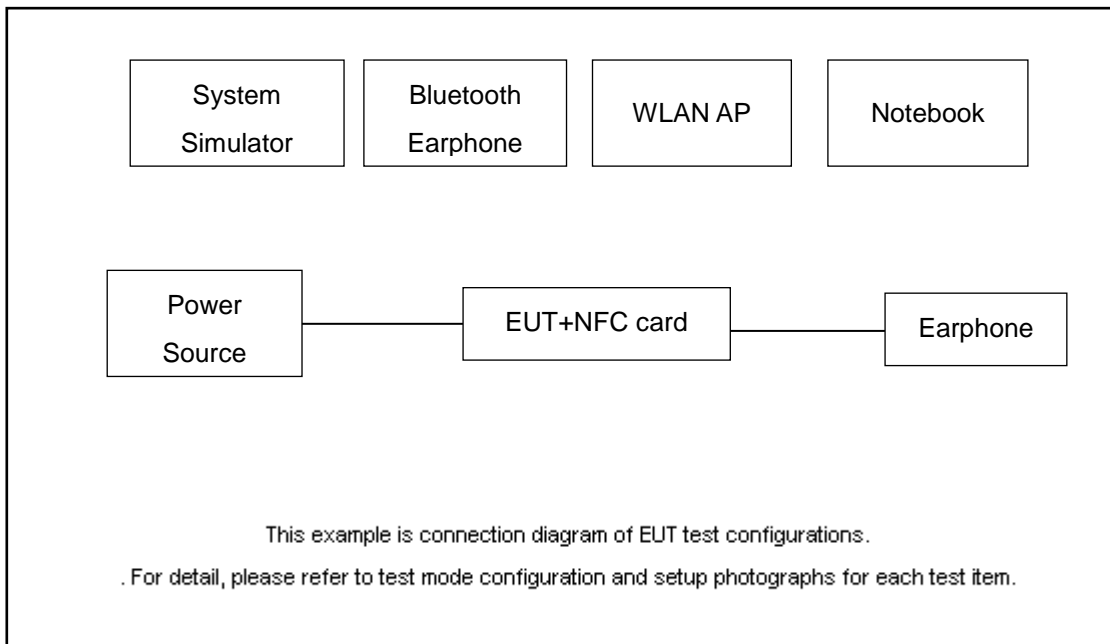 System
Simulator
Bluetooth
Earphone
WLAN AP
Notebook
Power
Source
EUT+NFC card
Earphone
This example is connection diagram of EUT test configurations.
. For detail, please refer to test mode configuration and setup photographs for each test item.